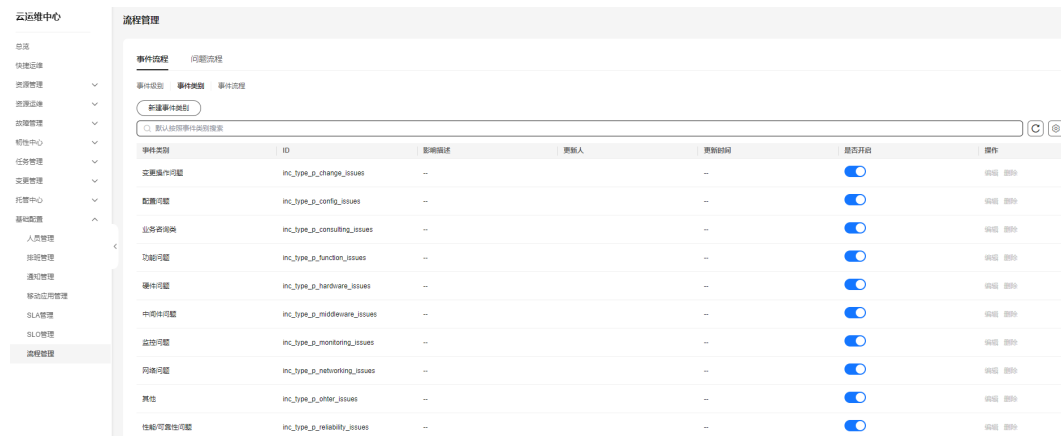 云运维中心
流程管理
总览
快捷运维
资源管理
资源运维
故障管理
韧性中心
任务管理
变更管理
托管中心
基础配置
人员管理
排班管理
通知管理
移动应用管理
SLA管理
SLO管理
流程管理
事件流程 问题流程
事件级别 事件类别 事件流程
新建事件类别
默认按照事件类别搜索
事件类别 ID 影响描述 更新人 更新时间 是否开启 操作
变更操作问题 inc_type_p_change_issues -- -- 编辑 删除
配置问题 inc_type_p_config_issues -- -- 编辑 删除
业务咨询类 inc_type_p_consulting_issues -- -- 编辑 删除
功能问题 inc_type_p_function_issues -- -- 编辑 删除
硬件问题 inc_type_p_hardware_issues -- -- 编辑 删除
中间件问题 inc_type_p_middleware_issues -- -- 编辑 删除
监控问题 inc_type_p_monitoring_issues -- -- 编辑 删除
网络问题 inc_type_p_networking_issues -- -- 编辑 删除
其他 inc_type_p_ohter_issues -- -- 编辑 删除
性能/可靠性问题 inc_type_p_reliability_issues -- -- 编辑 删除